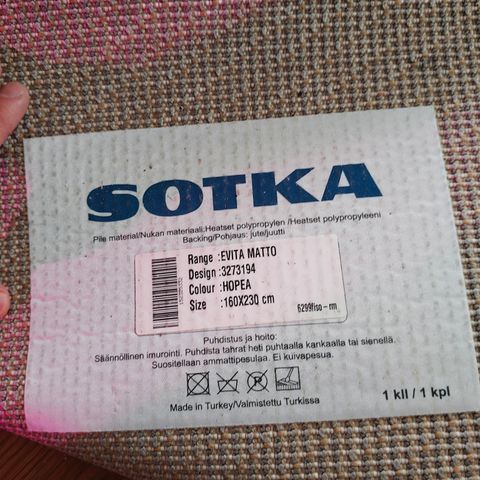 SOTKA
Pile material/Nukan materiaali:Heatset polypropylen /Heatset polypropyleeni
Backing/Pohjaus: jute/juutti
Range :EVITA MATTO
Design :3273194
Colour :HOPEA
Size :160X230 cm
6299fiso-rm
Puhdistus ja hoito:
Säännöllinen imurointi. Puhdista tahrat heti puhtaalla kankaalla tai sienellä.
Suositellaan ammattipesulaa. Ei kuivapesua.
Made in Turkey/Valmistettu Turkissa
1 kll / 1 kpl